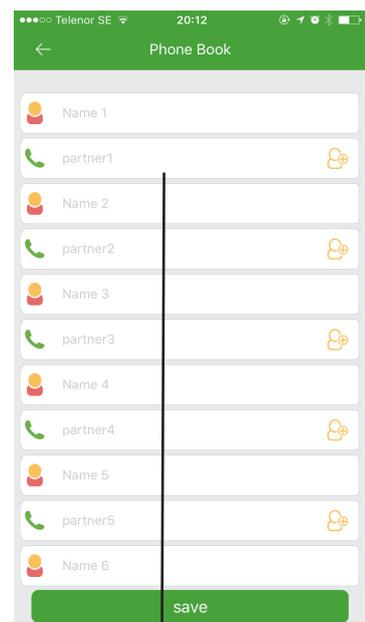 Telenor SE 20:12
Phone Book
Name 1
partner1
Name 2
partner2
Name 3
partner3
Name 4
partner4
Name 5
partner5
Name 6
save